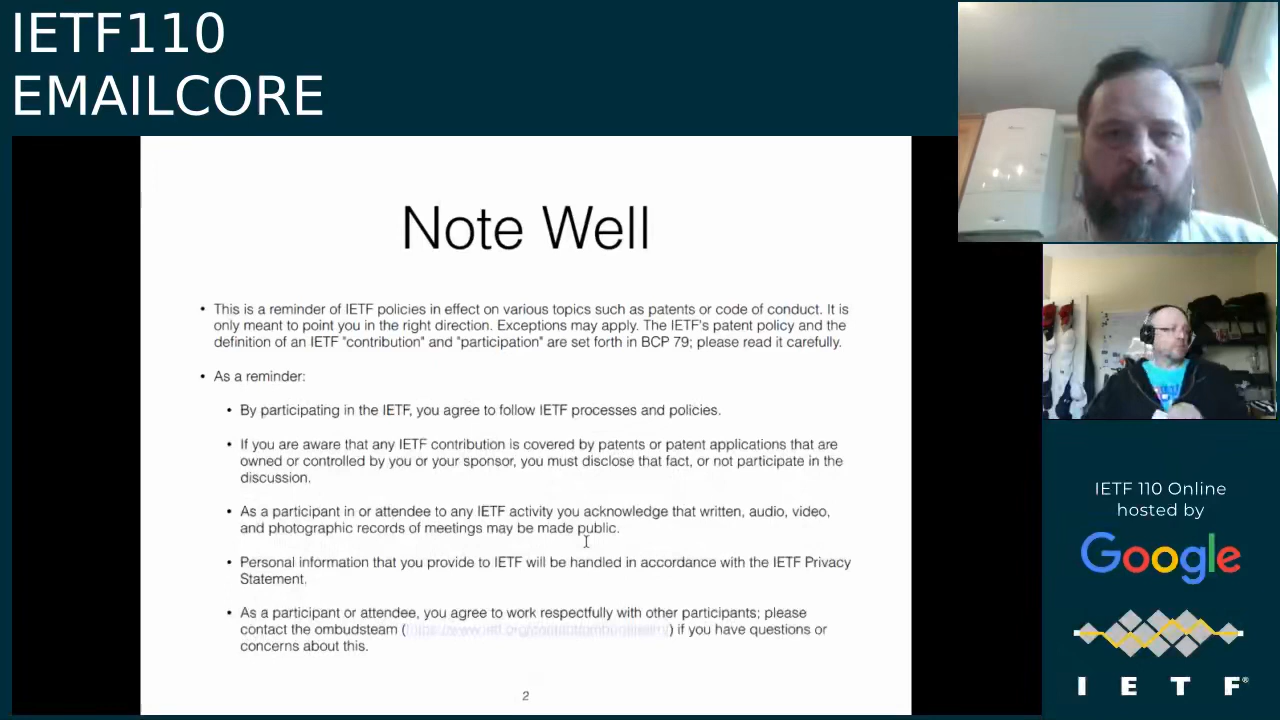 IETF110
EMAILCORE
Note Well
• This is a reminder of IETF policies in effect on various topics such as patents or code of conduct. It is
only meant to point you in the right direction. Exceptions may apply. The IETF's patent policy and the
definition of an IETF "contribution" and "participation" are set forth in BCP 79; please read it carefully.
• As a reminder:
• By participating in the IETF, you agree to follow IETF processes and policies.
• If you are aware that any IETF contribution is covered by patents or patent applications that are
owned or controlled by you or your sponsor, you must disclose that fact, or not participate in the
discussion.
• As a participant in or attendee to any IETF activity you acknowledge that written, audio, video,
and photographic records of meetings may be made public.
• Personal information that you provide to IETF will be handled in accordance with the IETF Privacy
Statement.
• As a participant or attendee, you agree to work respectfully with other participants; please
contact the ombudsteam () if you have questions or
concerns about this.
2
IETF 110 Online
hosted by
Google
I E T F®